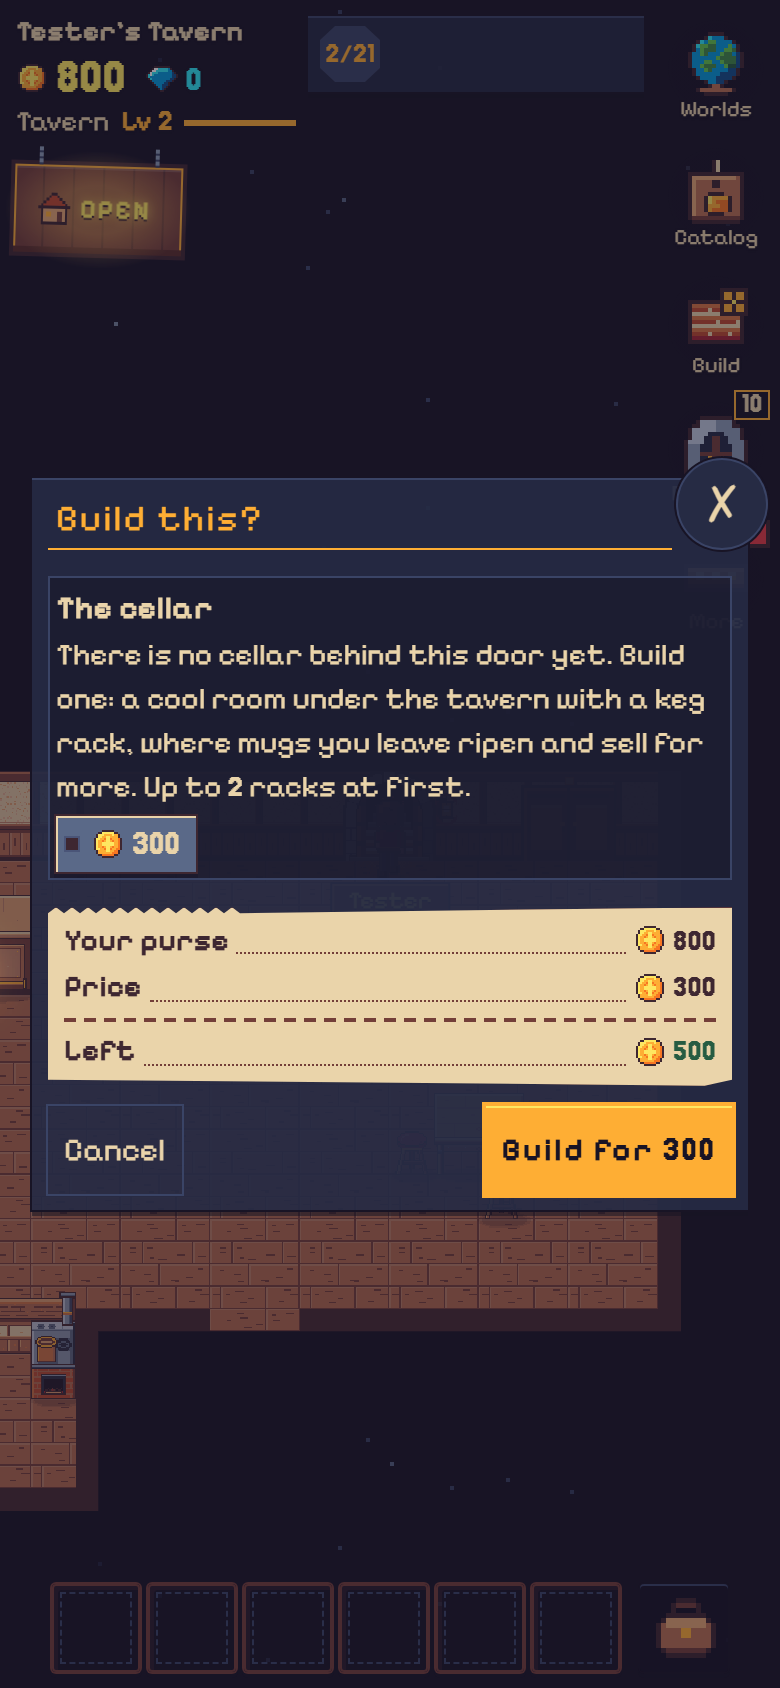 Tester's Tavern
800 0
Tavern Lv 2
2/21
OPEN
Worlds
Catalog
Build
10
Build this?
X
More
The cellar
There is no cellar behind this door yet. Build
one: a cool room under the tavern with a keg
rack, where mugs you leave ripen and sell for
more. Up to 2 racks at first.
300
Tester
Your purse 800
Price 300
Left 500
Cancel
Build for 300